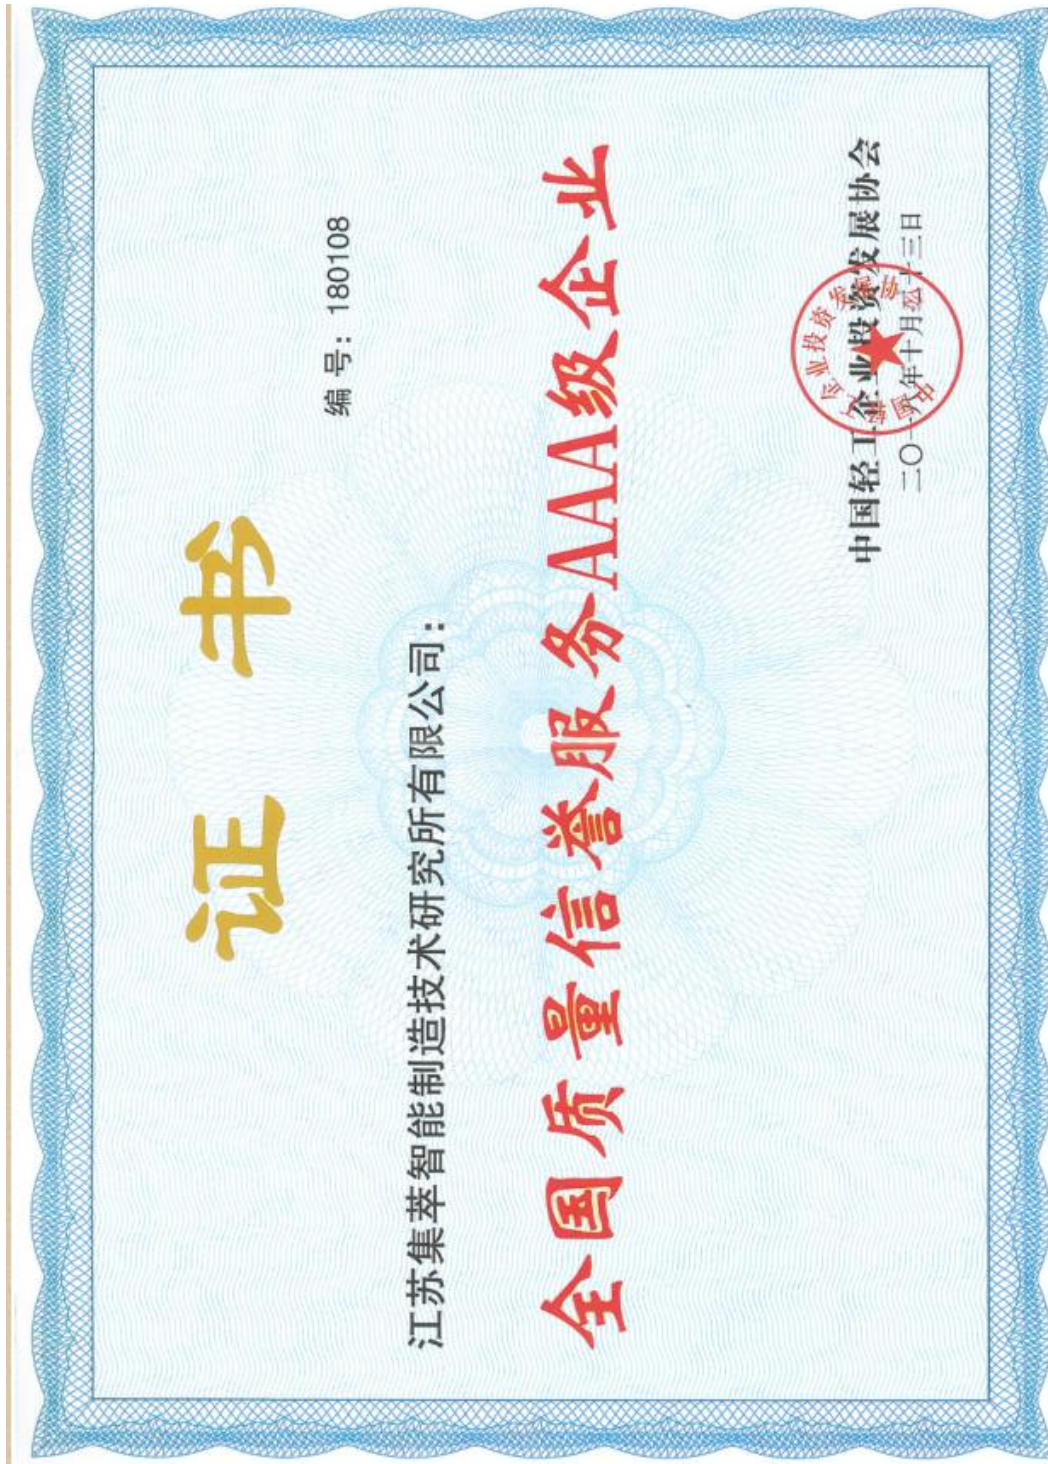 证 书
编 号：180108
江苏集萃智能制造技术研究所有限公司：
全国质量信誉服务AAA级企业
中国轻工企业投资发展协会
二〇一八年十月二十三日